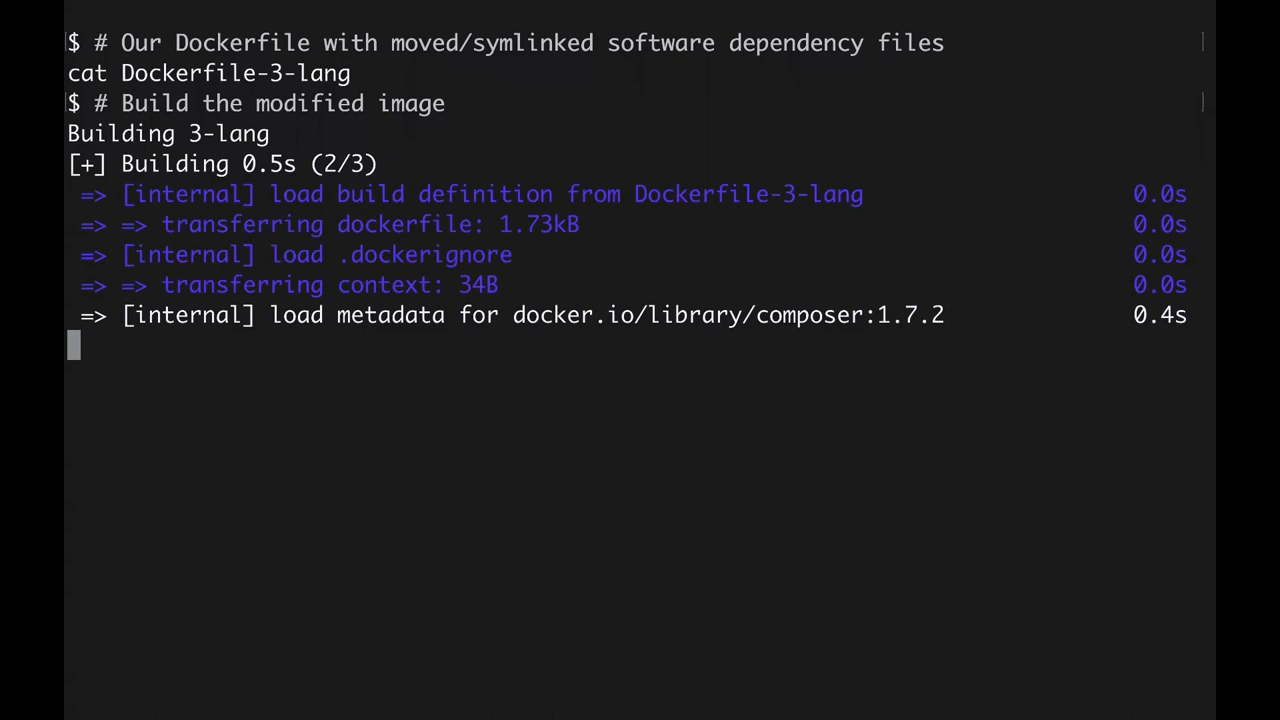 $ # Our Dockerfile with moved/symlinked software dependency files
cat Dockerfile-3-lang
$ # Build the modified image
Building 3-lang
[+] Building 0.5s (2/3)
=> [internal] load build definition from Dockerfile-3-lang 0.0s
=> => transferring dockerfile: 1.73kB 0.0s
=> [internal] load .dockerignore 0.0s
=> => transferring context: 34B 0.0s
=> [internal] load metadata for docker.io/library/composer:1.7.2 0.4s